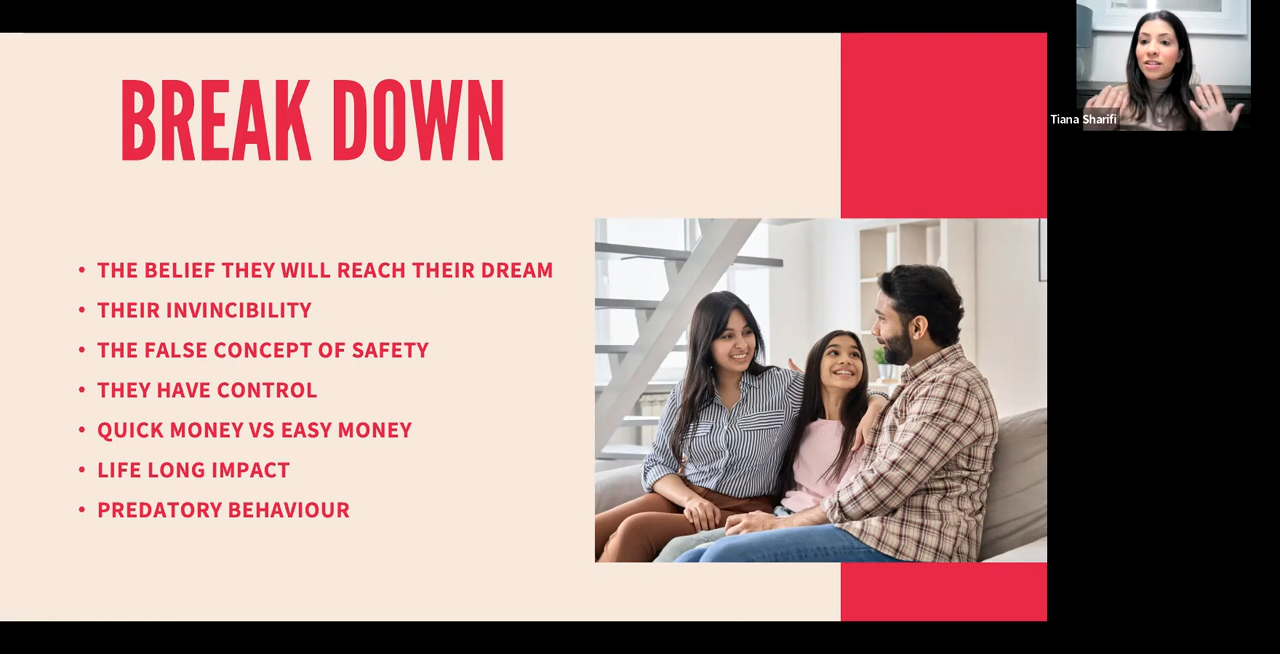 BREAK DOWN
• THE BELIEF THEY WILL REACH THEIR DREAM
• THEIR INVINCIBILITY
• THE FALSE CONCEPT OF SAFETY
• THEY HAVE CONTROL
• QUICK MONEY VS EASY MONEY
• LIFE LONG IMPACT
• PREDATORY BEHAVIOUR
Tiana Sharifi